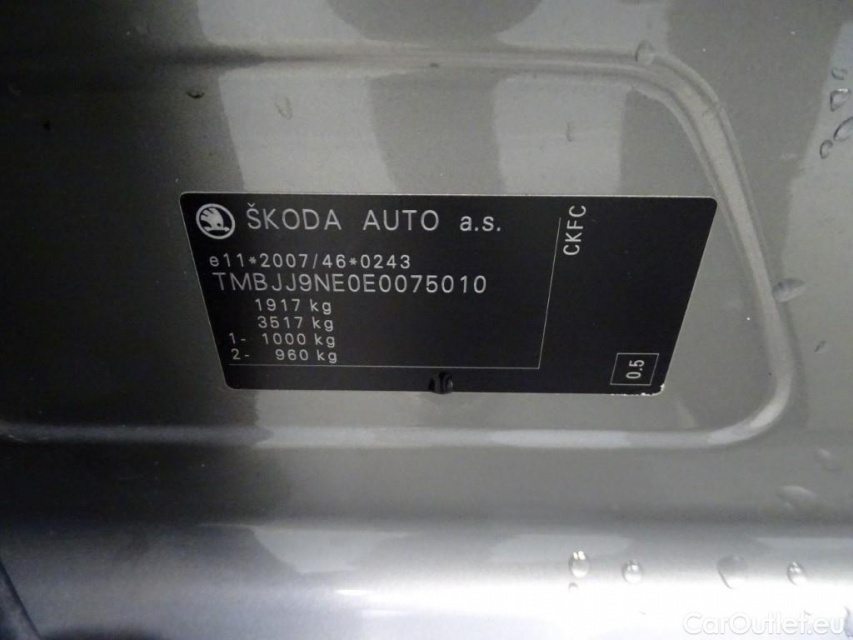 ŠKODA AUTO a.s.
e11*2007/46*0243
TMBJJ9NE0E0075010
1917 kg
3517 kg
1- 1000 kg
2- 960 kg
CKFC
0.5
CarOutlet.eu